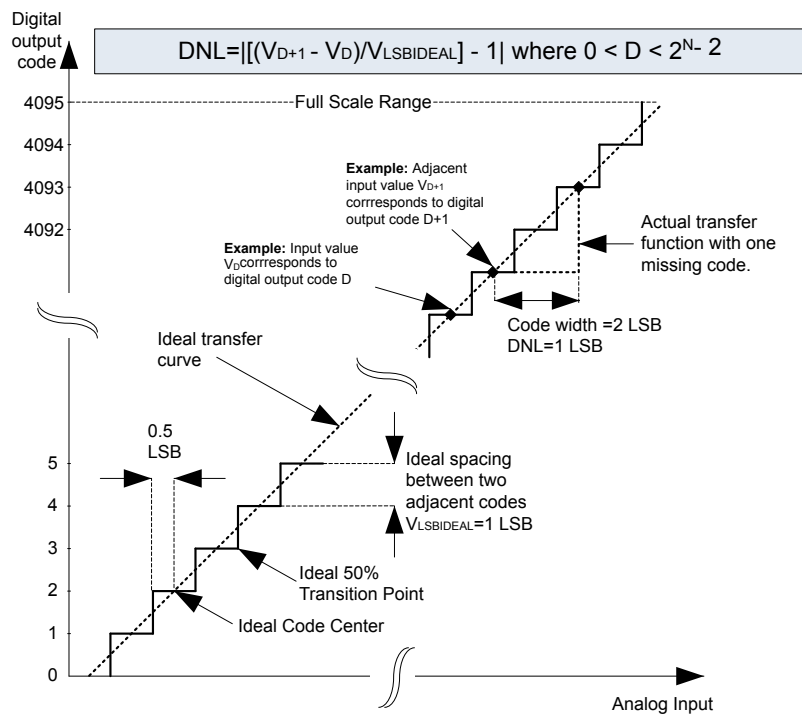 Digital
output
code
DNL=|[(VD+1 - VD)/VLSBIDEAL] - 1| where 0 < D < 2^N- 2
Full Scale Range
4095
4094
4093
4092
Example: Adjacent
input value VD+1
corrresponds to digital
output code D+1
Example: Input value
VDcorrresponds to
digital output code D
Actual transfer
function with one
missing code.
Code width =2 LSB
DNL=1 LSB
Ideal transfer
curve
0.5
LSB
Ideal spacing
between two
adjacent codes
VLSBIDEAL=1 LSB
5
4
3
2
1
0
Ideal 50%
Transition Point
Ideal Code Center
Analog Input